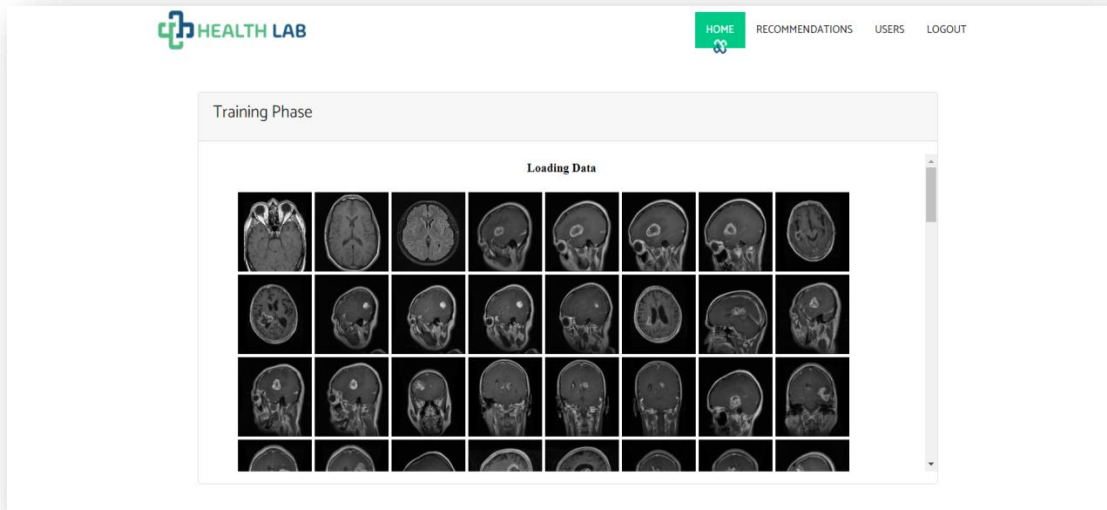 HEALTH LAB
HOME RECOMMENDATIONS USERS LOGOUT
Training Phase
Loading Data